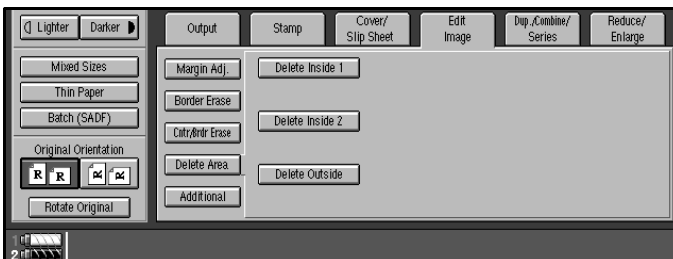 Lighter
Darker
Mixed Sizes
Thin Paper
Batch (SADF)
Original Orientation
R R R R
Rotate Original
1
2
Output
Stamp
Cover/
Slip Sheet
Edit
Image
Dup./Combine/
Series
Reduce/
Enlarge
Margin Adj.
Border Erase
Cntr/Brdr Erase
Delete Area
Additional
Delete Inside 1
Delete Inside 2
Delete Outside